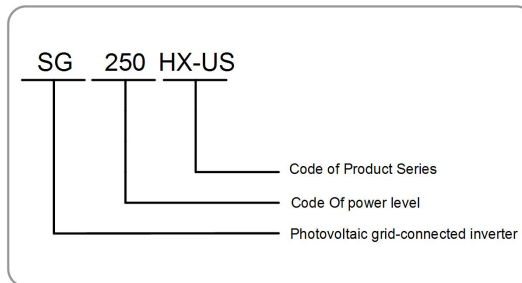 SG 250 HX-US
Code of Product Series
Code Of power level
Photovoltaic grid-connected inverter